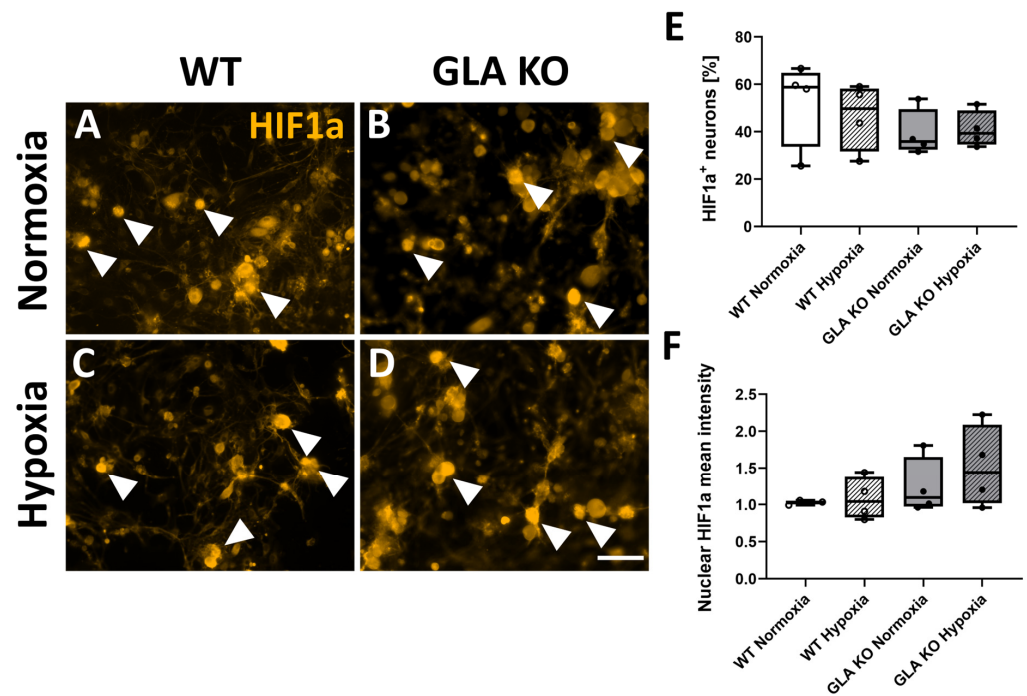 WT
GLA KO
Normoxia
Hypoxia
A
HIF1a
B
C
D
E
HIF1a+ neurons [%]
80
60
40
20
0
WT Normoxia
WT Hypoxia
GLA KO Normoxia
GLA KO Hypoxia
F
Nuclear HIF1a mean intensity
2.5
2.0
1.5
1.0
0.5
0.0
WT Normoxia
WT Hypoxia
GLA KO Normoxia
GLA KO Hypoxia